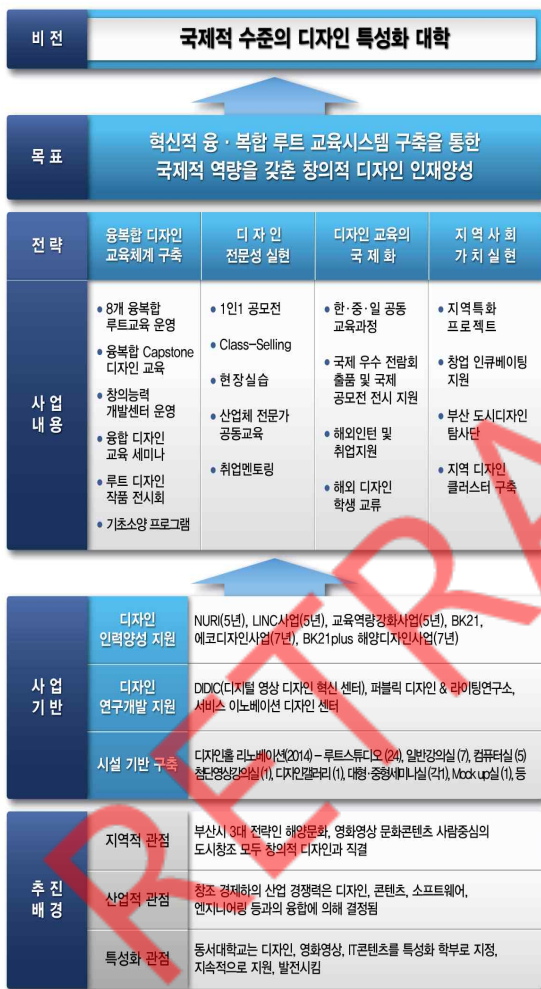 비 전
국제적 수준의 디자인 특성화 대학
목 표
혁신적 융 · 복합 루트 교육시스템 구축을 통한
국제적 역량을 갖춘 창의적 디자인 인재양성
전 략
융복합 디자인
교육체계 구축
디 자 인
전문성 실현
디자인 교육의
국 제 화
지 역 사 회
가 치 실 현
사 업
내 용
• 8개 융복합
루트교육 운영
• 융복합 Capstone
디자인 교육
• 창의능력
개발센터 운영
• 융합 디자인
교육 세미나
• 루트 디자인
작품 전시회
• 기초소양 프로그램
• 1인1 공모전
• Class-Selling
• 현장실습
• 산업체 전문가
공동교육
• 취업멘토링
• 한·중·일 공동
교육과정
• 국제 우수 전람회
출품 및 국제
공모전 전시 지원
• 해외인턴 및
취업지원
• 해외 디자인
학생 교류
• 지역특화
프로젝트
• 창업 인큐베이팅
지원
• 부산 도시디자인
탐사단
• 지역 디자인
클러스터 구축
사 업
기 반
디자인
인력양성 지원
NURI(5년), LINC사업(5년), 교육역량강화사업(5년), BK21,
에코디자인사업(7년), BK21plus 해양디자인사업(7년)
디자인
연구개발 지원
DIDIC(디지털 영상 디자인 혁신 센터), 퍼블릭 디자인 & 라이팅연구소,
서비스 이노베이션 디자인 센터
시설 기반 구축
디자인홀 리노베이션(2014) – 루트스튜디오 (24), 일반강의실 (7), 컴퓨터실 (5)
첨단영상강의실 (1), 디자인갤러리 (1), 대형·중형세미나실 (각1), Mock up실 (1), 등
추 진
배 경
지역적 관점
부산시 3대 전략인 해양문화, 영화영상 문화콘텐츠 사람중심의
도시창조 모두 창의적 디자인과 직결
산업적 관점
창조 경제화의 산업 경쟁력은 디자인, 콘텐츠, 소프트웨어,
엔지니어링 등과의 융합에 의해 결정됨
특성화 관점
동서대학교는 디자인, 영화영상, IT콘텐츠를 특성화 학부로 지정,
지속적으로 지원, 발전시킴
RETRA